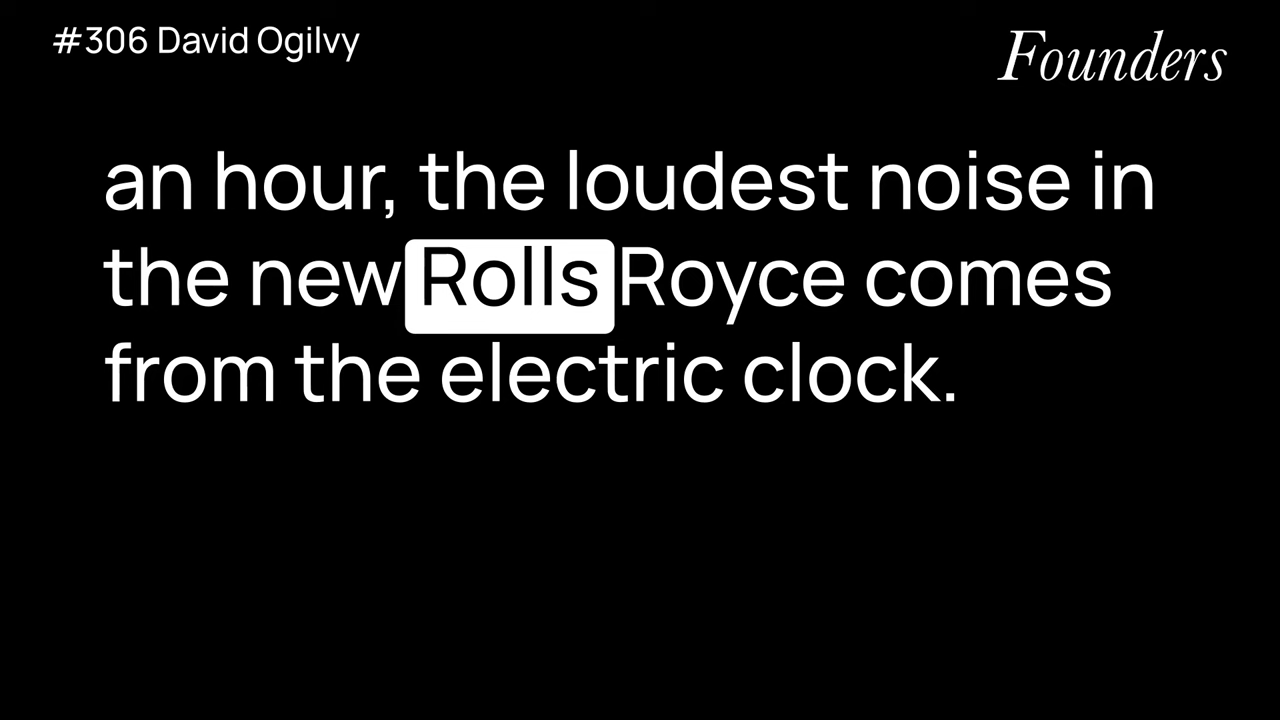 #306 David Ogilvy
Founders
an hour, the loudest noise in
the new Rolls Royce comes
from the electric clock.